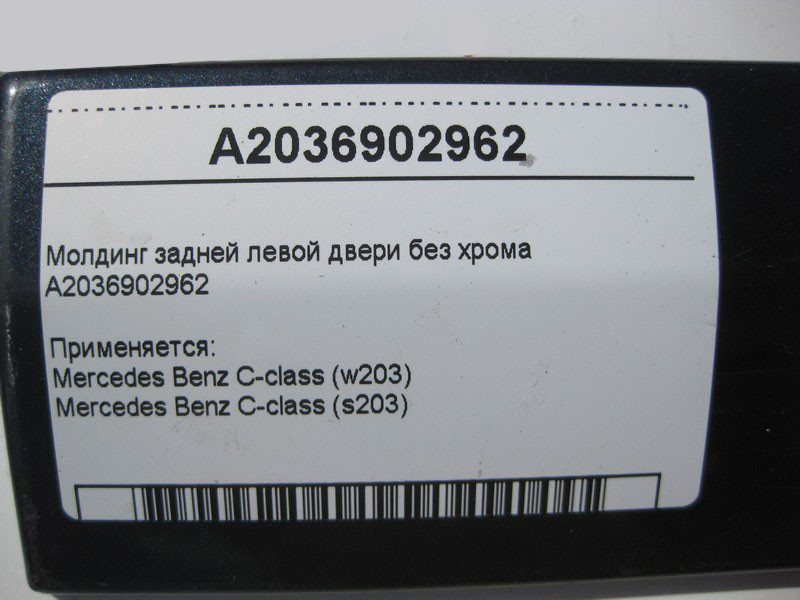 A2036902962
Молдинг задней левой двери без хрома
A2036902962
Применяется:
Mercedes Benz C-class (w203)
Mercedes Benz C-class (s203)